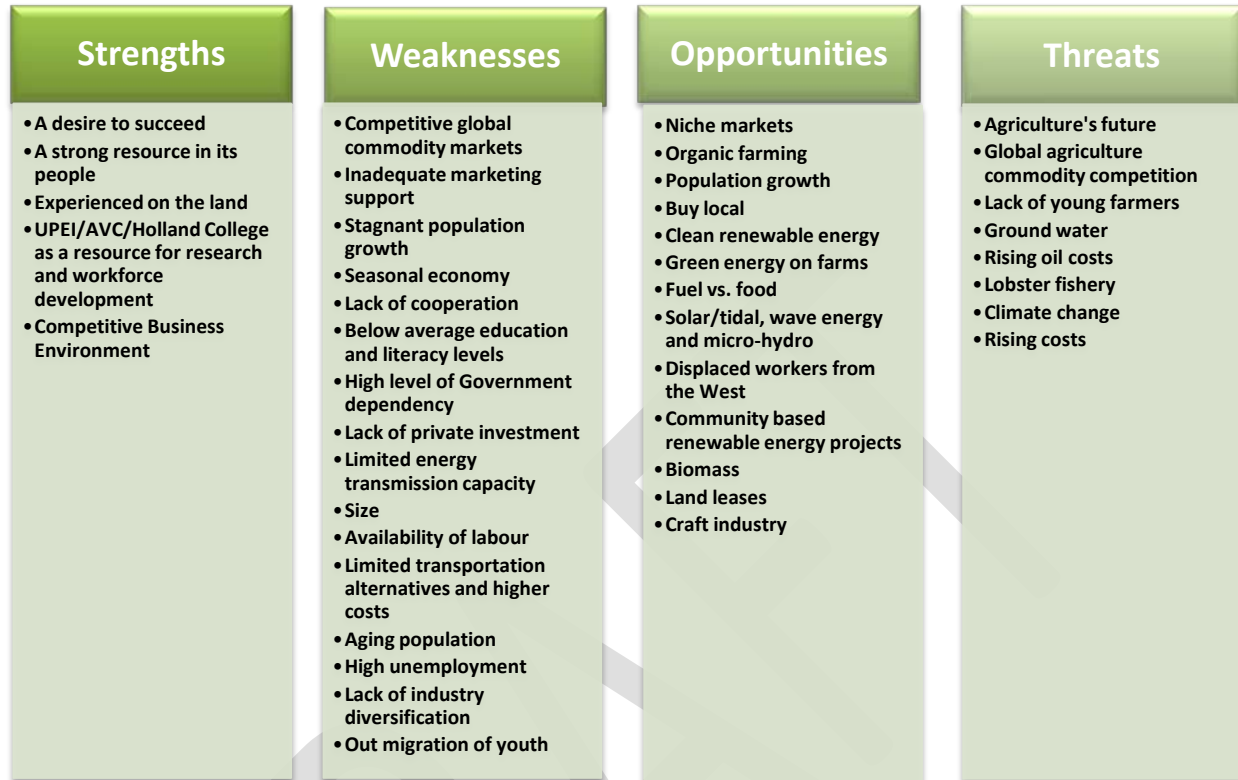 Strengths
•A desire to succeed
•A strong resource in its
people
•Experienced on the land
•UPEI/AVC/Holland College
as a resource for research
and workforce
development
•Competitive Business
Environment
Weaknesses
•Competitive global
commodity markets
•Inadequate marketing
support
•Stagnant population
growth
•Seasonal economy
•Lack of cooperation
•Below average education
and literacy levels
•High level of Government
dependency
•Lack of private investment
•Limited energy
transmission capacity
•Size
•Availability of labour
•Limited transportation
alternatives and higher
costs
•Aging population
•High unemployment
•Lack of industry
diversification
•Out migration of youth
Opportunities
•Niche markets
•Organic farming
•Population growth
•Buy local
•Clean renewable energy
•Green energy on farms
•Fuel vs. food
•Solar/tidal, wave energy
and micro-hydro
•Displaced workers from
the West
•Community based
renewable energy projects
•Biomass
•Land leases
•Craft industry
Threats
•Agriculture's future
•Global agriculture
commodity competition
•Lack of young farmers
•Ground water
•Rising oil costs
•Lobster fishery
•Climate change
•Rising costs